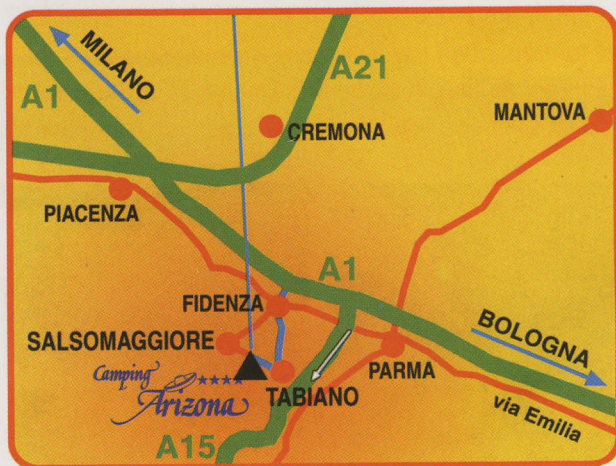 MILANO
A1
A21
CREMONA
MANTOVA
PIACENZA
A1
FIDENZA
SALSOMAGGIORE
BOLOGNA
PARMA
Camping
★★★★
Arizona
TABIANO
via Emilia
A15